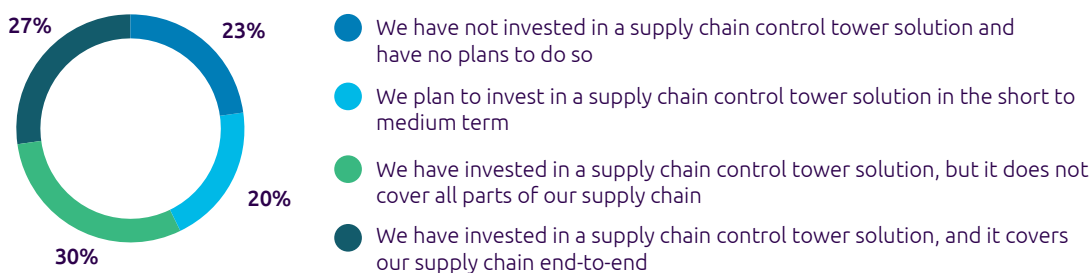 27%
23%
20%
30%
We have not invested in a supply chain control tower solution and
have no plans to do so
We plan to invest in a supply chain control tower solution in the short to
medium term
We have invested in a supply chain control tower solution, but it does not
cover all parts of our supply chain
We have invested in a supply chain control tower solution, and it covers
our supply chain end-to-end